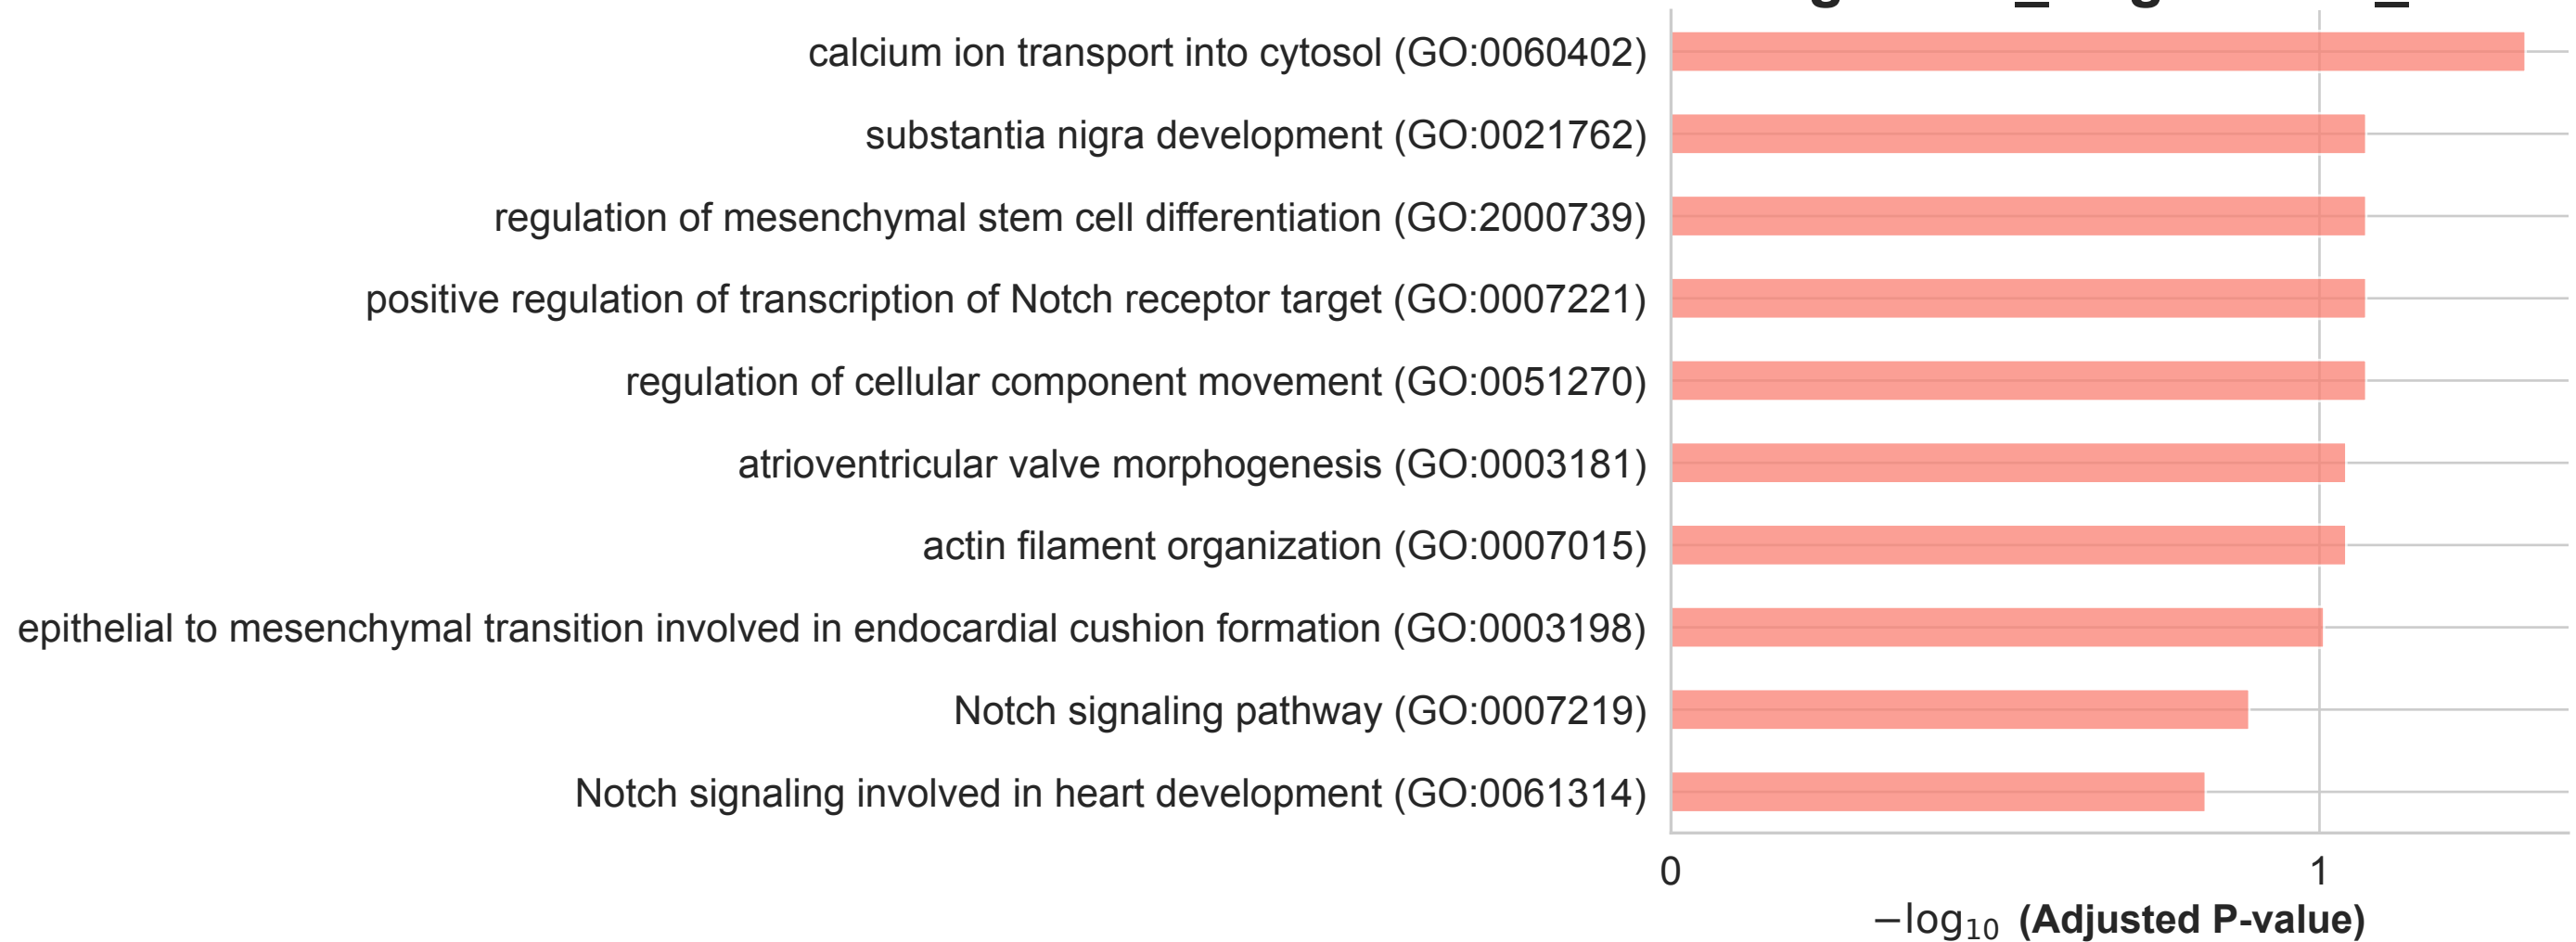 calcium ion transport into cytosol (GO:0060402)
substantia nigra development (GO:0021762)
regulation of mesenchymal stem cell differentiation (GO:2000739)
positive regulation of transcription of Notch receptor target (GO:0007221)
regulation of cellular component movement (GO:0051270)
atrioventricular valve morphogenesis (GO:0003181)
actin filament organization (GO:0007015)
epithelial to mesenchymal transition involved in endocardial cushion formation (GO:0003198)
Notch signaling pathway (GO:0007219)
Notch signaling involved in heart development (GO:0061314)
0 1
−log₁₀ (Adjusted P-value)